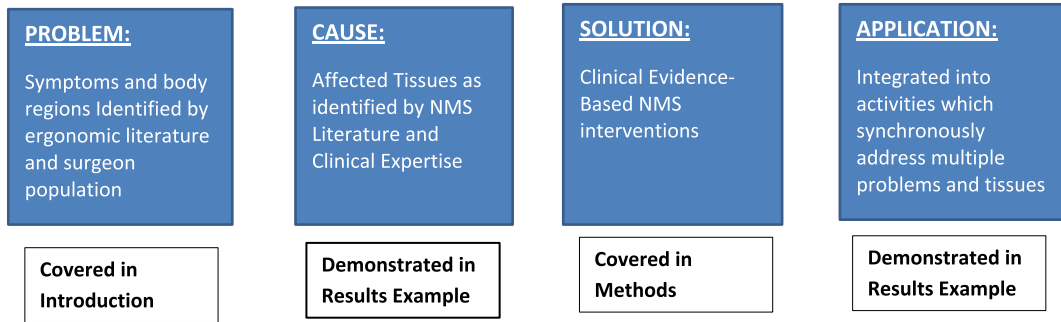 PROBLEM:
Symptoms and body
regions Identified by
ergonomic literature
and surgeon
population
CAUSE:
Affected Tissues as
identified by NMS
Literature and
Clinical Expertise
SOLUTION:
Clinical Evidence-
Based NMS
interventions
APPLICATION:
Integrated into
activities which
synchronously
address multiple
problems and tissues
Covered in
Introduction
Demonstrated in
Results Example
Covered in
Methods
Demonstrated in
Results Example